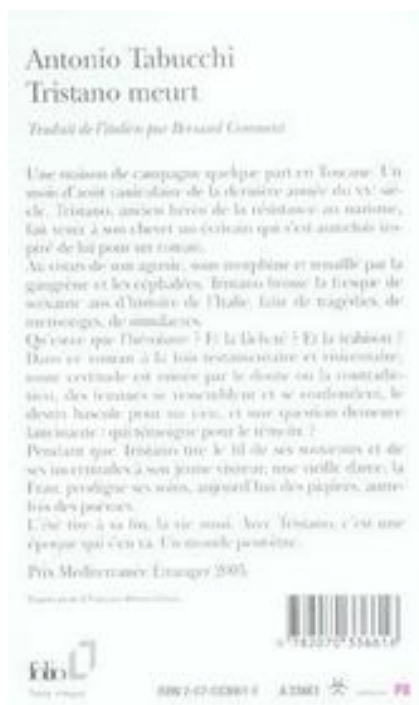 Antonio Tabucchi
Tristano meurt
Traduit de l'italien par Bernard Comment
Une maison de campagne quelque part en Toscane. Un
mois d'août caniculaire de la dernière année du XXe siè-
cle. Tristano, ancien héros de la résistance au nazisme,
fait venir à son chevet un écrivain qui s'est autrefois ins-
piré de lui pour un roman.
Au cours de son agonie, sous morphine et par la
gangrène et les céphalées, Tristano brosse la fresque de
soixante ans d'histoire de l'Italie, faite de tragédies, de
mensonges, de simulacres.
Qu'est-ce que l'héroïsme ? Et la lâcheté ? Et la trahison ?
Dans ce roman à la fois testamentaire et visionnaire,
toute certitude est minée par le doute ou la contradic-
tion, des femmes se ressemblent et se confondent, le
destin bascule pour un rien, et une question demeure
lancinante : qui témoigne pour le témoin ?
Pendant que Tristano tire le fil de ses souvenirs et de
ses incertitudes à son jeune visiteur, une vieille dame, la
Frau, prodigue ses soins, aujourd'hui des piqûres, autre-
fois des poèmes.
L'été tire à sa fin, la vie aussi. Avec Tristano, c'est une
époque qui s'en va. Un monde peut-être.
Prix Méditerranée Étranger 2005
folio
Texte intégral